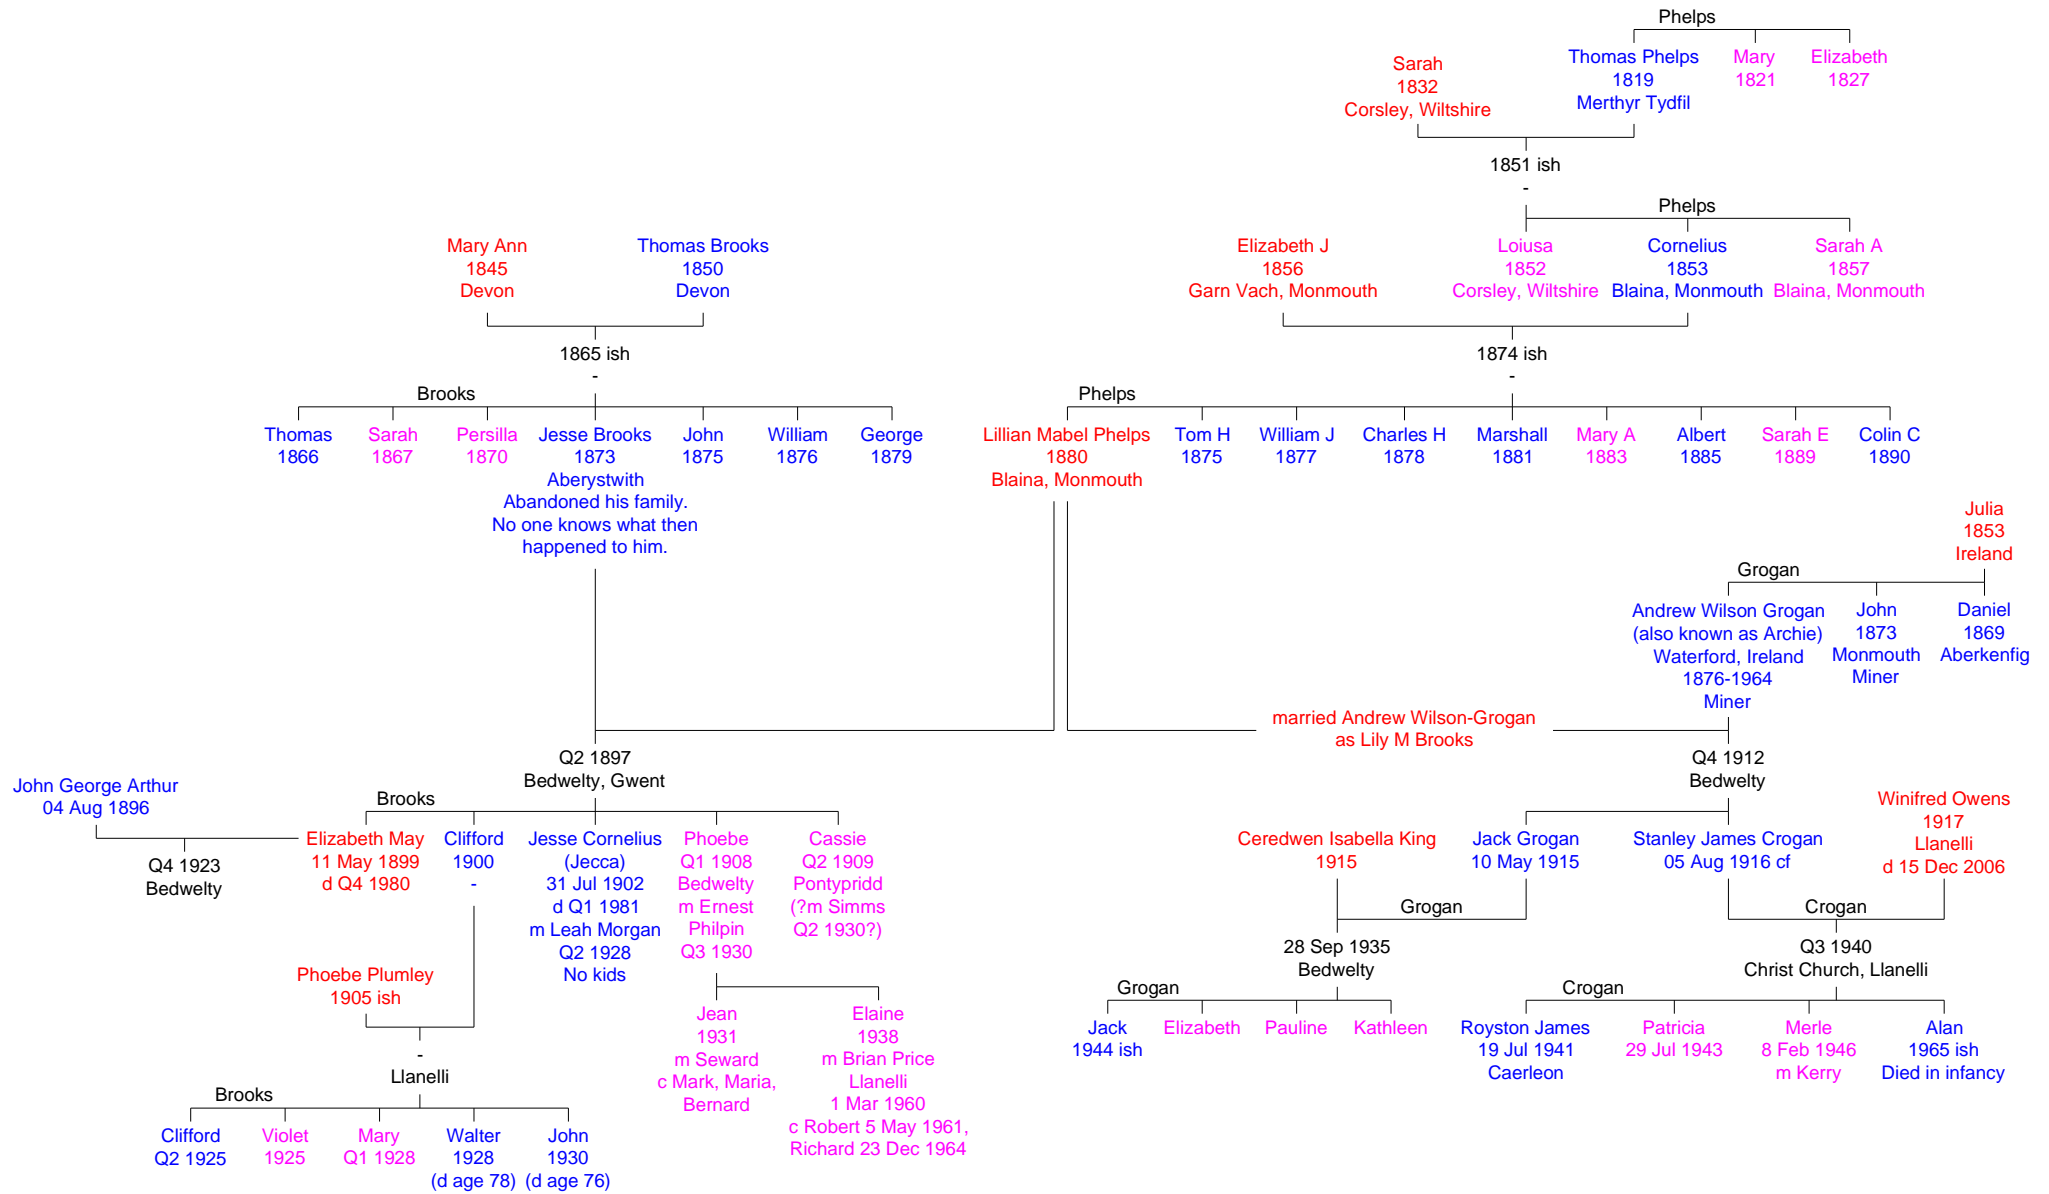 Phelps
Thomas Phelps
1819
Merthyr Tydfil
Mary
1821
Elizabeth
1827
Sarah
1832
Corsley, Wiltshire
1851 ish
-
Phelps
Mary Ann
1845
Devon
Thomas Brooks
1850
Devon
Elizabeth J
1856
Garn Vach, Monmouth
Loiusa
1852
Corsley, Wiltshire
Cornelius
1853
Blaina, Monmouth
Sarah A
1857
Blaina, Monmouth
1865 ish
-
1874 ish
-
Brooks
Thomas
1866
Sarah
1867
Persilla
1870
Jesse Brooks
1873
Aberystwith
Abandoned his family.
No one knows what then
happened to him.
John
1875
William
1876
George
1879
Phelps
Lillian Mabel Phelps
1880
Blaina, Monmouth
Tom H
1875
William J
1877
Charles H
1878
Marshall
1881
Mary A
1883
Albert
1885
Sarah E
1889
Colin C
1890
Julia
1853
Ireland
Grogan
Andrew Wilson Grogan
(also known as Archie)
Waterford, Ireland
1876-1964
Miner
John
1873
Monmouth
Miner
Daniel
1869
Aberkenfig
married Andrew Wilson-Grogan
as Lily M Brooks
Q2 1897
Bedwelty, Gwent
Q4 1912
Bedwelty
John George Arthur
04 Aug 1896
Q4 1923
Bedwelty
Brooks
Elizabeth May
11 May 1899
d Q4 1980
Clifford
1900
-
Jesse Cornelius
(Jecca)
31 Jul 1902
d Q1 1981
m Leah Morgan
Q2 1928
No kids
Phoebe
Q1 1908
Bedwelty
m Ernest
Philpin
Q3 1930
Cassie
Q2 1909
Pontypridd
(?m Simms
Q2 1930?)
Ceredwen Isabella King
1915
Jack Grogan
10 May 1915
Stanley James Crogan
05 Aug 1916 cf
Winifred Owens
1917
Llanelli
d 15 Dec 2006
Grogan
28 Sep 1935
Bedwelty
Crogan
Q3 1940
Christ Church, Llanelli
Phoebe Plumley
1905 ish
-
Llanelli
Jean
1931
m Seward
c Mark, Maria,
Bernard
Elaine
1938
m Brian Price
Llanelli
1 Mar 1960
c Robert 5 May 1961,
Richard 23 Dec 1964
Grogan
Jack
1944 ish
Elizabeth
Pauline
Kathleen
Crogan
Royston James
19 Jul 1941
Caerleon
Patricia
29 Jul 1943
Merle
8 Feb 1946
m Kerry
Alan
1965 ish
Died in infancy
Brooks
Clifford
Q2 1925
Violet
1925
Mary
Q1 1928
Walter
1928
(d age 78)
John
1930
(d age 76)